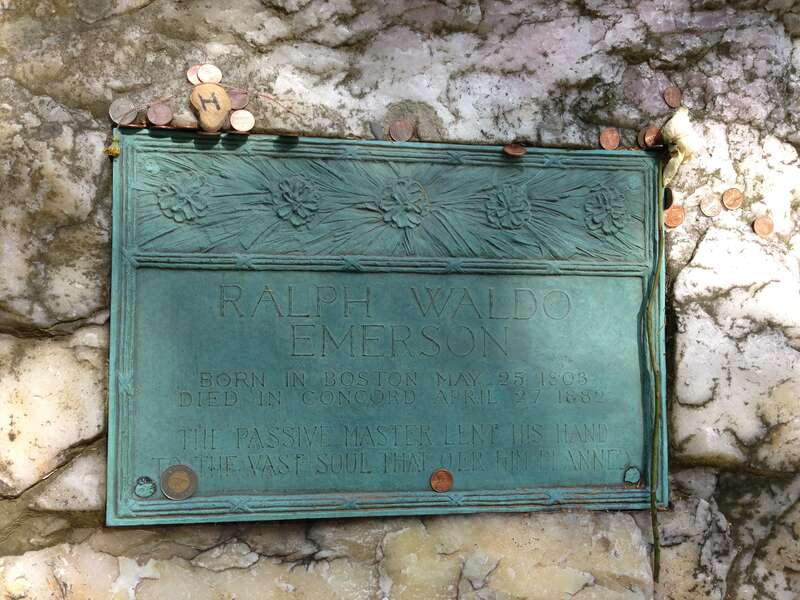 H
RALPH WALDO
EMERSON
BORN IN BOSTON MAY 25 1803
DIED IN CONCORD APRIL 27 1882
THE PASSIVE MASTER LENT HIS HAND
TO THE VAST SOUL THAT O'ER HIM PLANNED